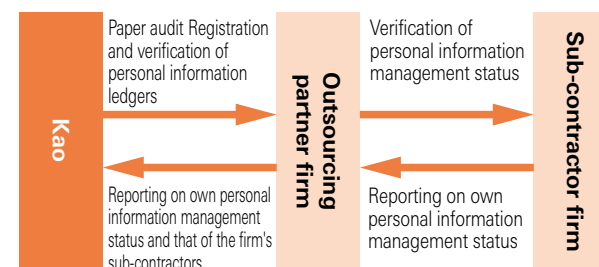 Kao
Paper audit Registration
and verification of
personal information
ledgers
Reporting on own personal
information management
status and that of the firm's
sub-contractors
Outsourcing
partner firm
Verification of
personal information
management status
Reporting on own
personal information
management status
Sub-contractor firm